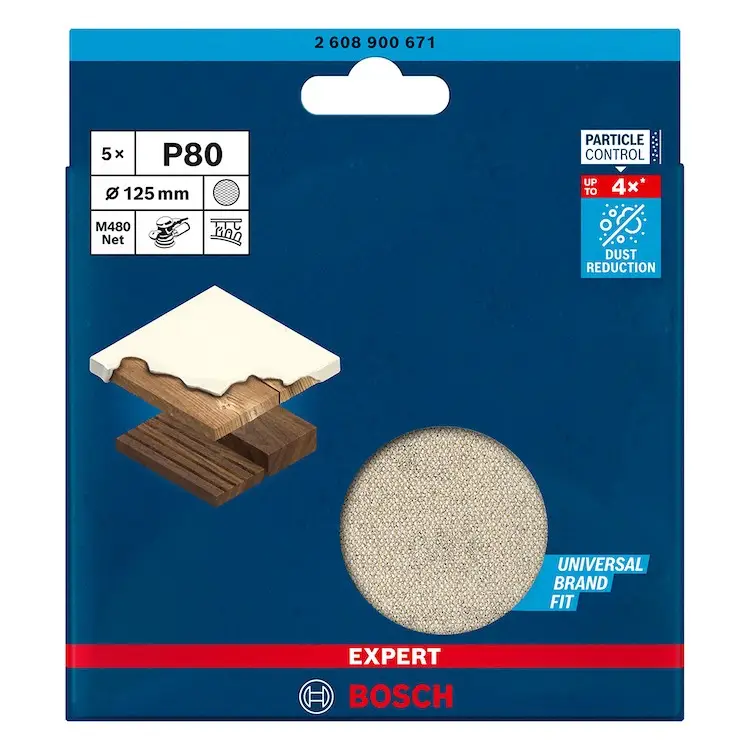 2 608 900 671
5× P80
Ø 125 mm
M480
Net
PARTICLE
CONTROL
UP
TO 4×*
DUST
REDUCTION
UNIVERSAL
BRAND
FIT
EXPERT
BOSCH